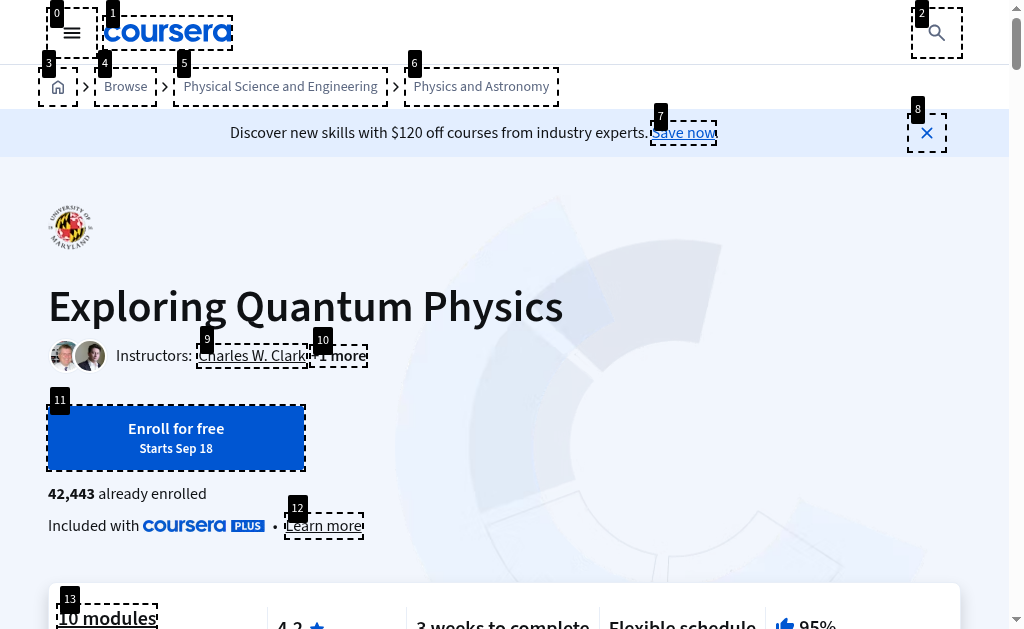 0
1
coursera
2
3
4
Browse
5
Physical Science and Engineering
6
Physics and Astronomy
Discover new skills with $120 off courses from industry experts. Save now
7
8
UNIVERSITY OF
18 56
MARYLAND
Exploring Quantum Physics
Instructors: Charles W. Clark +1 more
9
10
11
Enroll for free
Starts Sep 18
42,443 already enrolled
12
Included with coursera PLUS • Learn more
13
10 modules
4.2
3 weeks to complete
Flexible schedule
95%